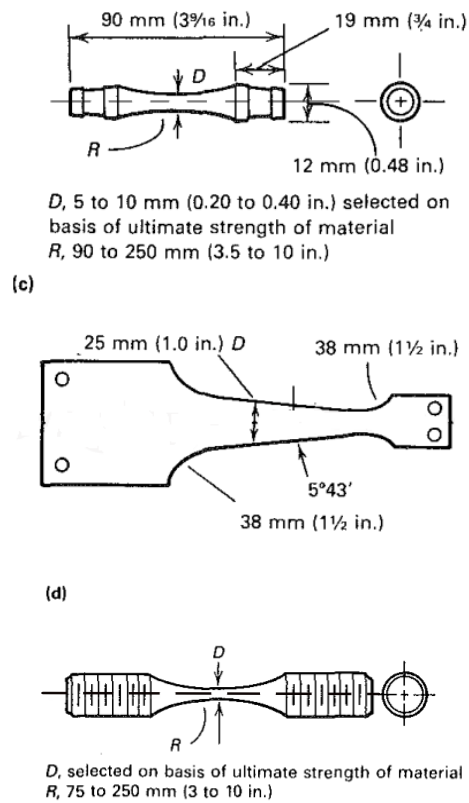 90 mm (3 9/16 in.)
19 mm (3/4 in.)
D
R
12 mm (0.48 in.)
D, 5 to 10 mm (0.20 to 0.40 in.) selected on
basis of ultimate strength of material
R, 90 to 250 mm (3.5 to 10 in.)
(c)
25 mm (1.0 in.) D
38 mm (1½ in.)
5°43′
38 mm (1½ in.)
(d)
D
R
D, selected on basis of ultimate strength of material
R, 75 to 250 mm (3 to 10 in.)